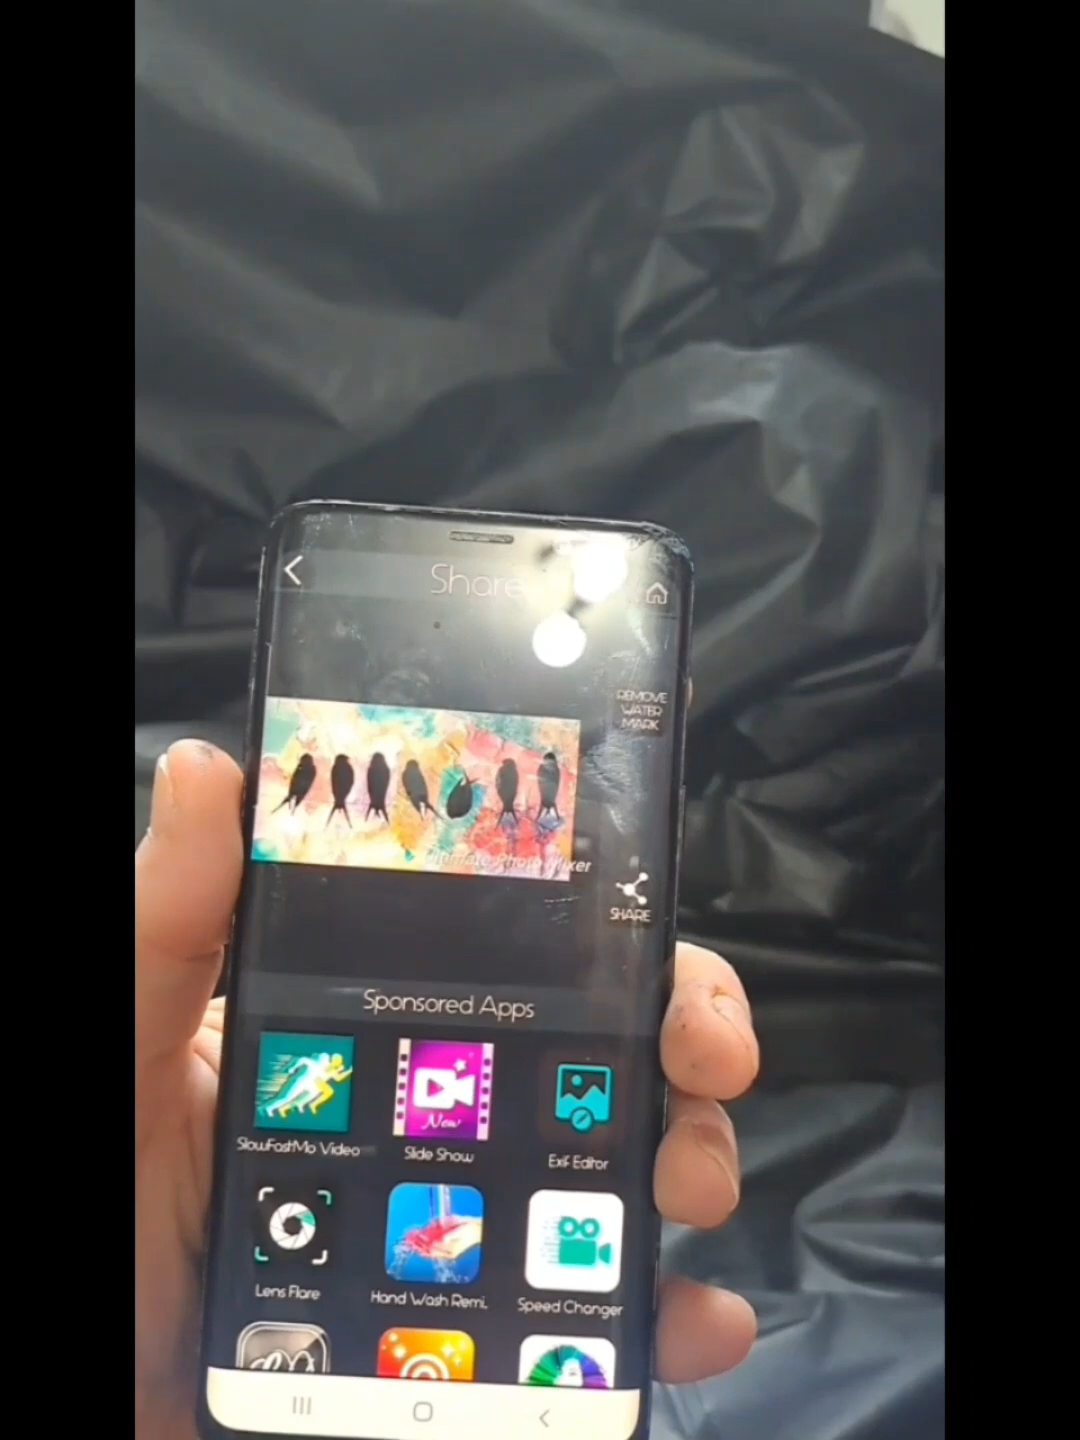 Share
REMOVE
WATER
MARK
Ultimate Photo Mixer
SHARE
Sponsored Apps
New
SlowFastMo Video
Slide Show
Exif Editor
Lens Flare
Hand Wash Remi..
Speed Changer